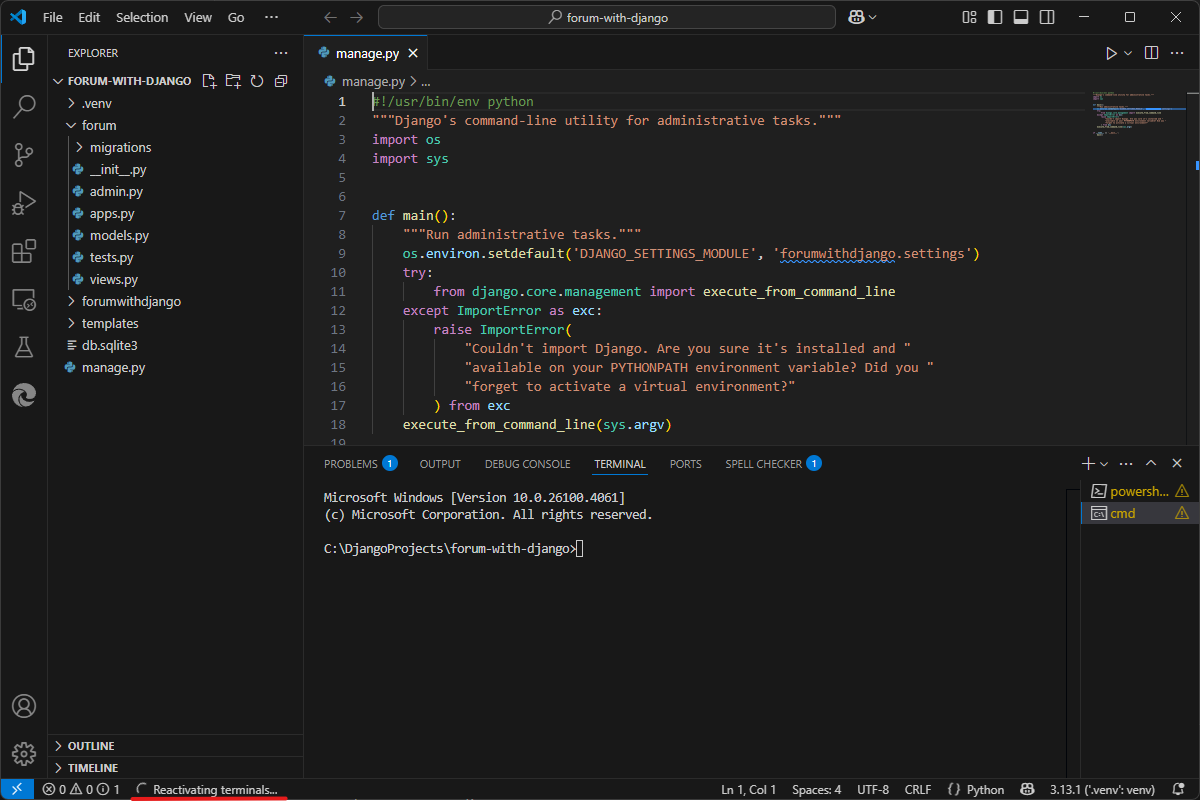 File Edit Selection View Go ··· forum-with-django
EXPLORER ···
FORUM-WITH-DJANGO
.venv
forum
migrations
__init__.py
admin.py
apps.py
models.py
tests.py
views.py
forumwithdjango
templates
db.sqlite3
manage.py
OUTLINE
TIMELINE
manage.py
manage.py > ...
1 #!/usr/bin/env python
2 """Django's command-line utility for administrative tasks."""
3 import os
4 import sys
5
6
7 def main():
8 """Run administrative tasks."""
9 os.environ.setdefault('DJANGO_SETTINGS_MODULE', 'forumwithdjango.settings')
10 try:
11 from django.core.management import execute_from_command_line
12 except ImportError as exc:
13 raise ImportError(
14 "Couldn't import Django. Are you sure it's installed and "
15 "available on your PYTHONPATH environment variable? Did you "
16 "forget to activate a virtual environment?"
17 ) from exc
18 execute_from_command_line(sys.argv)
19
PROBLEMS 1 OUTPUT DEBUG CONSOLE TERMINAL PORTS SPELL CHECKER 1
Microsoft Windows [Version 10.0.26100.4061]
(c) Microsoft Corporation. All rights reserved.
C:\DjangoProjects\forum-with-django>
powersh...
cmd
0 0 1 Reactivating terminals... Ln 1, Col 1 Spaces: 4 UTF-8 CRLF {} Python 3.13.1 ('.venv': venv)